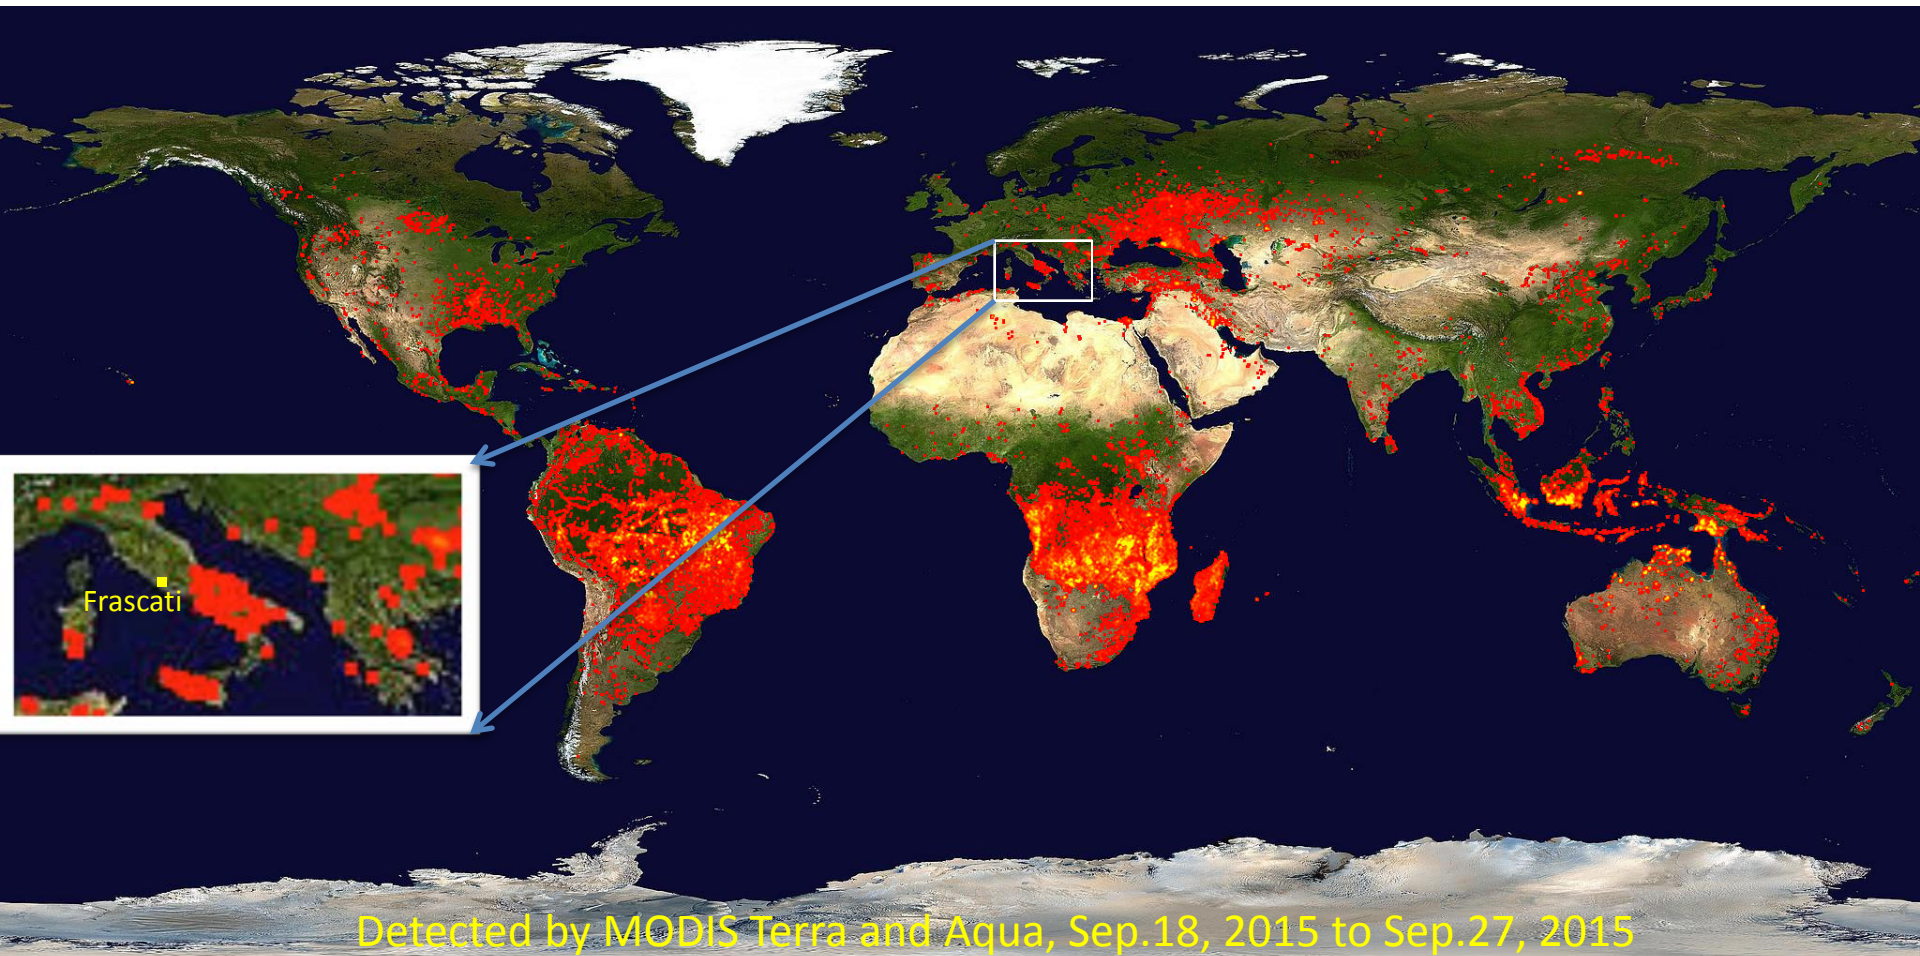 Frascati
Detected by MODIS Terra and Aqua, Sep.18, 2015 to Sep.27, 2015